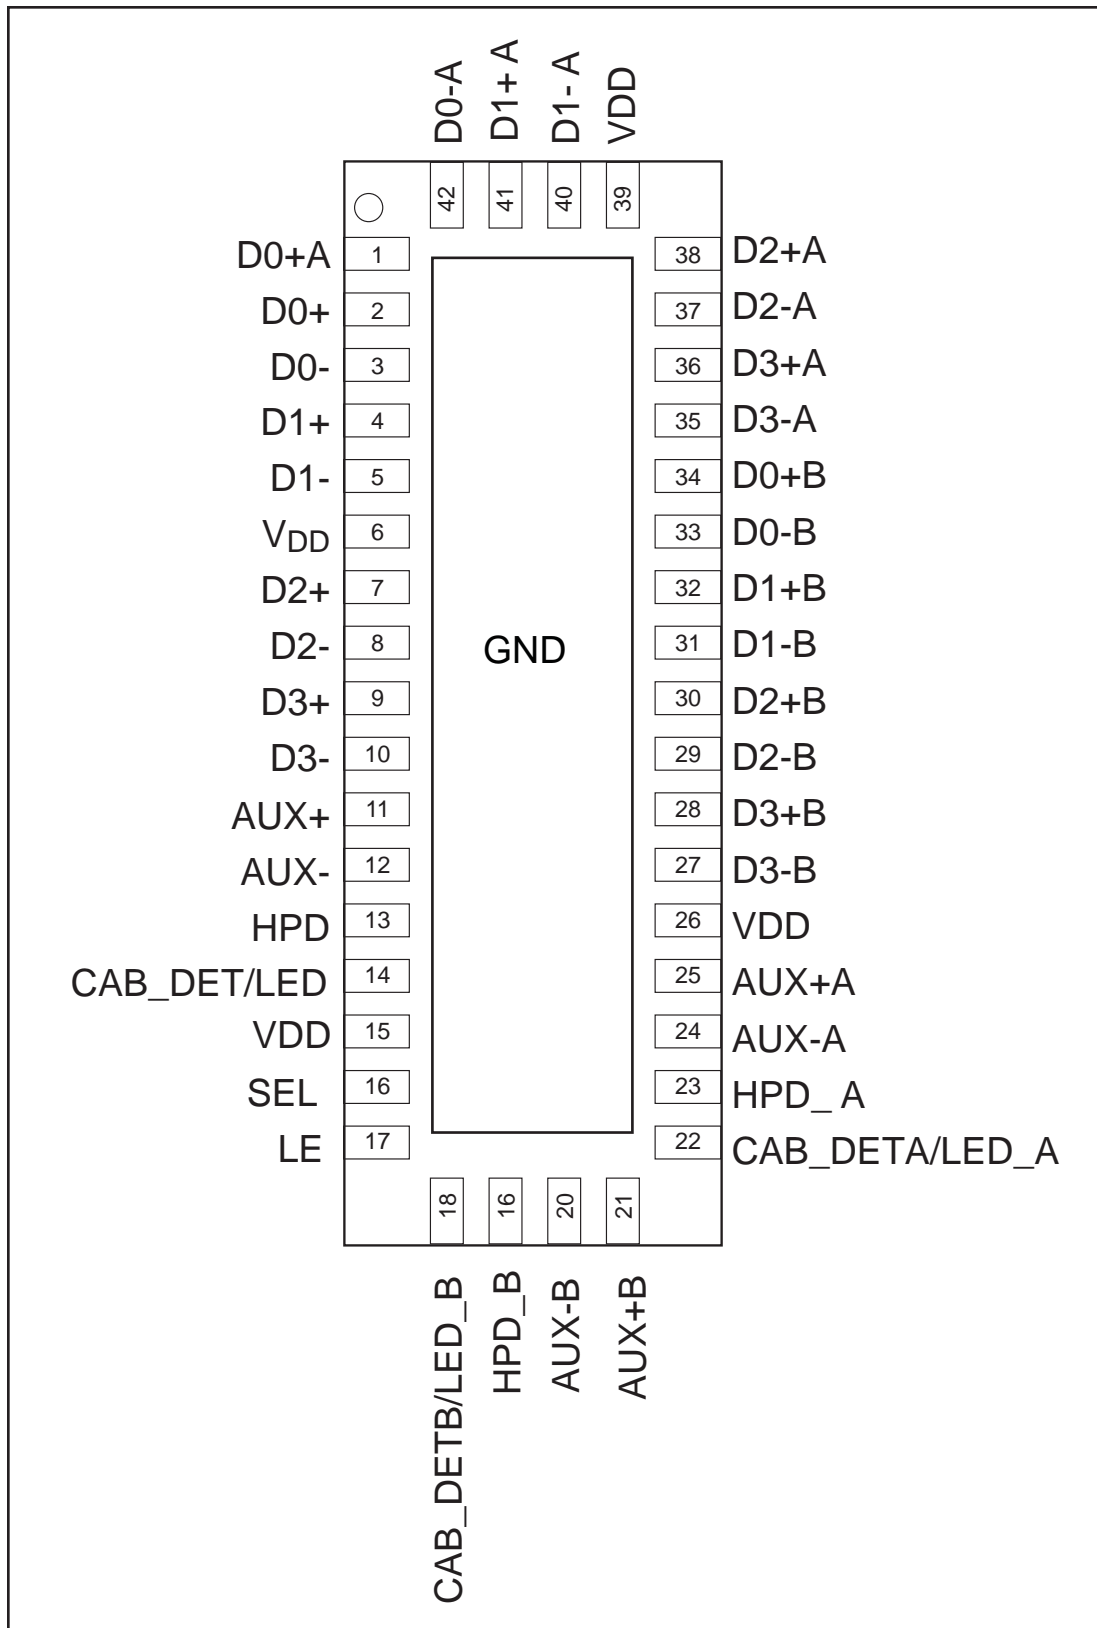 D0-A
D1+ A
D1- A
VDD
42
41
40
39
D0+A 1 38 D2+A
D0+ 2 37 D2-A
D0- 3 36 D3+A
D1+ 4 35 D3-A
D1- 5 34 D0+B
VDD 6 33 D0-B
D2+ 7 32 D1+B
D2- 8 31 D1-B
GND
D3+ 9 30 D2+B
D3- 10 29 D2-B
AUX+ 11 28 D3+B
AUX- 12 27 D3-B
HPD 13 26 VDD
CAB_DET/LED 14 25 AUX+A
VDD 15 24 AUX-A
SEL 16 23 HPD_ A
LE 17 22 CAB_DETA/LED_A
18
16
20
21
CAB_DETB/LED_B
HPD_B
AUX-B
AUX+B